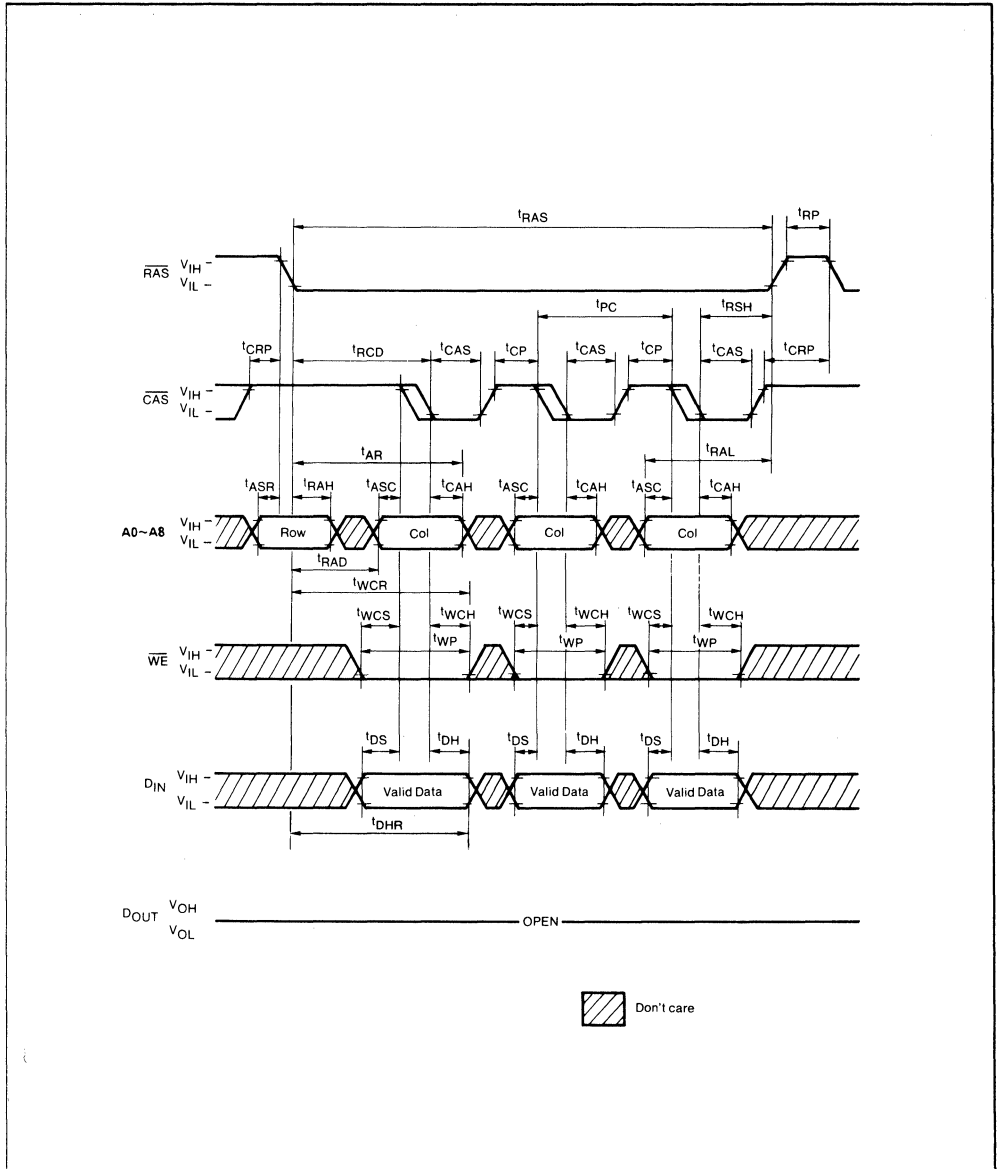 tRAS tRP
RAS VIH VIL
tPC tRSH
tCRP tRCD tCAS tCP tCAS tCP tCAS tCRP
CAS VIH VIL
tAR tRAL
tASR tRAH tASC tCAH tASC tCAH tASC tCAH
A0~A8 VIH VIL Row Col Col Col
tRAD
tWCR
tWCS tWCH tWCS tWCH tWCS tWCH
tWP tWP tWP
WE VIH VIL
tDS tDH tDS tDH tDS tDH
DIN VIH VIL Valid Data Valid Data Valid Data
tDHR
DOUT VOH VOL OPEN
Don't care